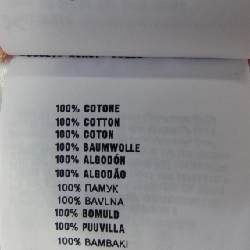 100% COTONE
100% COTTON
100% COTON
100% BAUMWOLLE
100% ALGODÓN
100% ALGODÃO
100% ПАМУК
100% BAVLNA
100% BOMULD
100% PUUVILLA
100% BAMBAKI